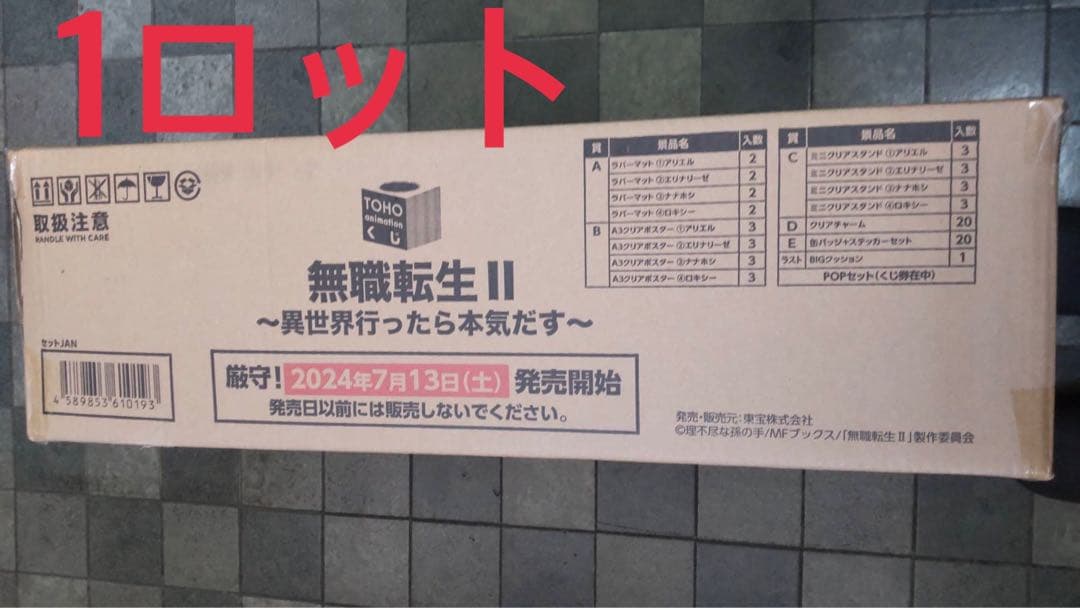 1ロット
取扱注意
HANDLE WITH CARE
TOHO
animation
くじ
無職転生Ⅱ
～異世界行ったら本気だす～
セットJAN
4 589853 610193
厳守！ 2024年7月13日（土） 発売開始
発売日以前には販売しないでください。
賞 景品名 入数
A ラバーマット ①アリエル 2
ラバーマット ②エリナリーゼ 2
ラバーマット ③ナナホシ 2
ラバーマット ④ロキシー 2
B A3クリアポスター ①アリエル 3
A3クリアポスター ②エリナリーゼ 3
A3クリアポスター ③ナナホシ 3
A3クリアポスター ④ロキシー 3
賞 景品名 入数
C ミニクリアスタンド ①アリエル 3
ミニクリアスタンド ②エリナリーゼ 3
ミニクリアスタンド ③ナナホシ 3
ミニクリアスタンド ④ロキシー 3
D クリアチャーム 20
E 缶バッジ+ステッカーセット 20
ラスト BIGクッション 1
POPセット（くじ券在中）
発売・販売元：東宝株式会社
©理不尽な孫の手/MFブックス/「無職転生Ⅱ」製作委員会